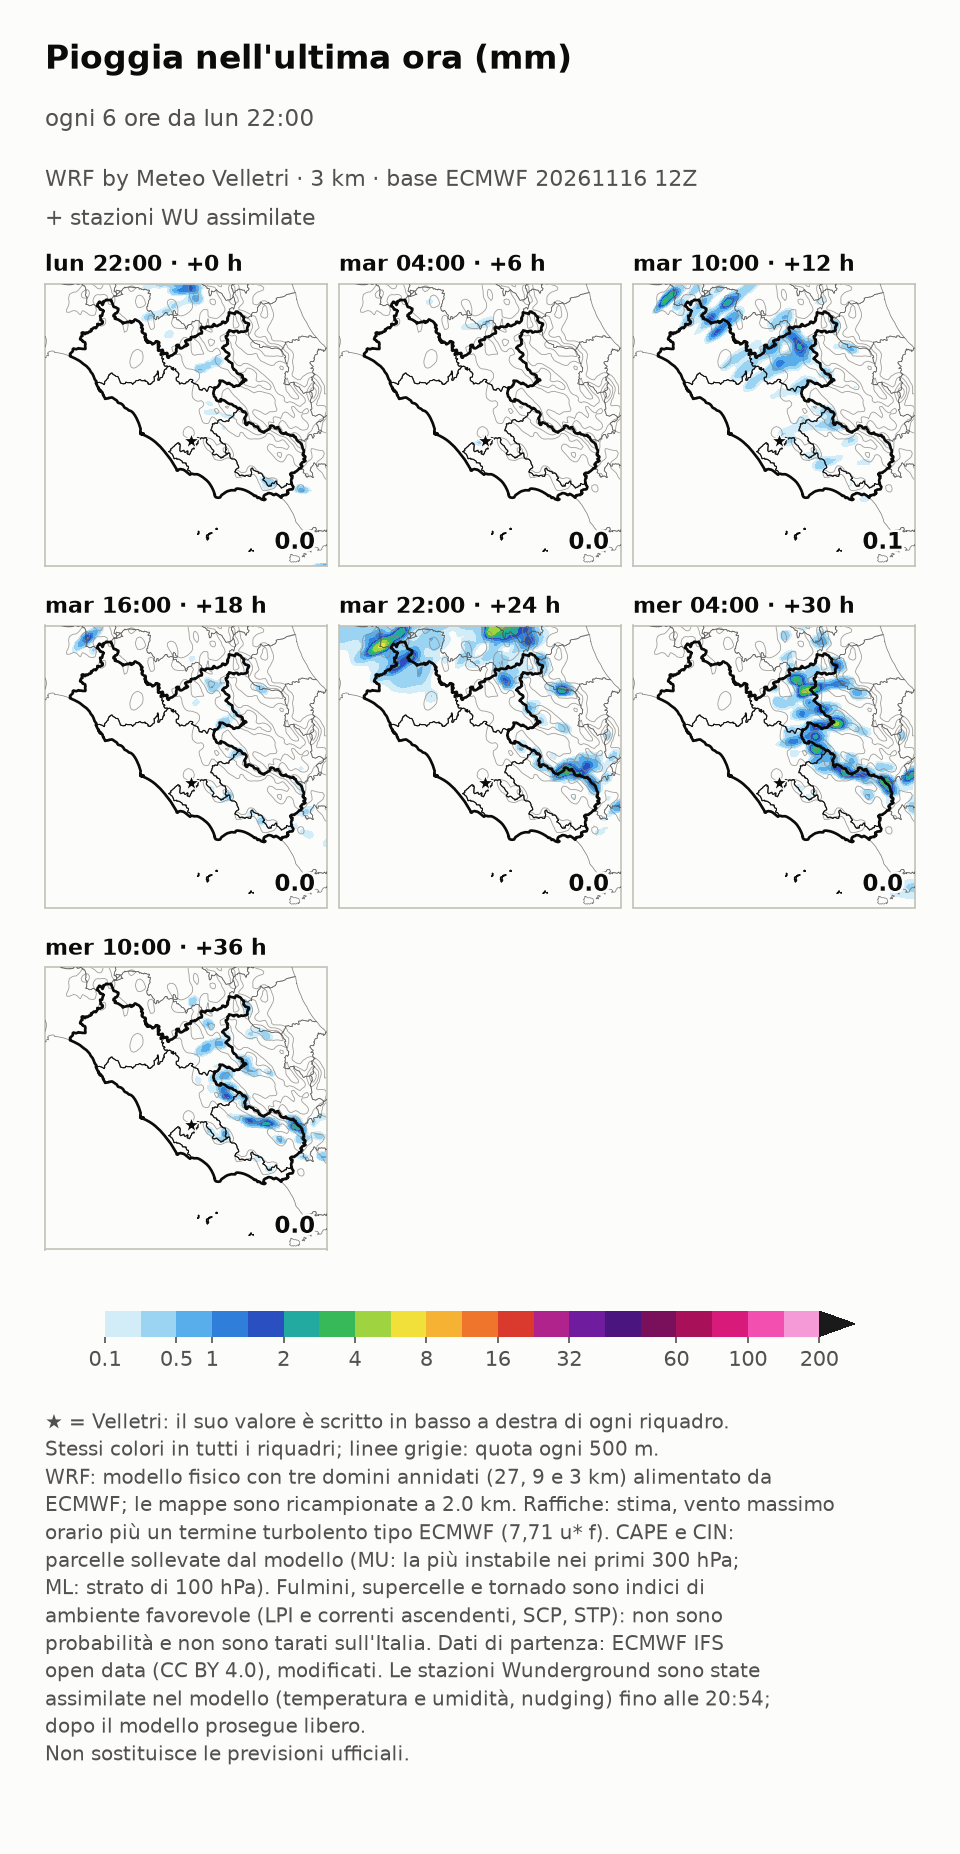 Pioggia nell'ultima ora (mm)
ogni 6 ore da lun 22:00
WRF by Meteo Velletri · 3 km · base ECMWF 20261116 12Z
+ stazioni WU assimilate
lun 22:00 · +0 h
mar 04:00 · +6 h
mar 10:00 · +12 h
0.0
0.0
0.1
mar 16:00 · +18 h
mar 22:00 · +24 h
mer 04:00 · +30 h
0.0
0.0
0.0
mer 10:00 · +36 h
0.0
0.1 0.5 1 2 4 8 16 32 60 100 200
★ = Velletri: il suo valore è scritto in basso a destra di ogni riquadro.
Stessi colori in tutti i riquadri; linee grigie: quota ogni 500 m.
WRF: modello fisico con tre domini annidati (27, 9 e 3 km) alimentato da
ECMWF; le mappe sono ricampionate a 2.0 km. Raffiche: stima, vento massimo
orario più un termine turbolento tipo ECMWF (7,71 u* f). CAPE e CIN:
parcelle sollevate dal modello (MU: la più instabile nei primi 300 hPa;
ML: strato di 100 hPa). Fulmini, supercelle e tornado sono indici di
ambiente favorevole (LPI e correnti ascendenti, SCP, STP): non sono
probabilità e non sono tarati sull'Italia. Dati di partenza: ECMWF IFS
open data (CC BY 4.0), modificati. Le stazioni Wunderground sono state
assimilate nel modello (temperatura e umidità, nudging) fino alle 20:54;
dopo il modello prosegue libero.
Non sostituisce le previsioni ufficiali.